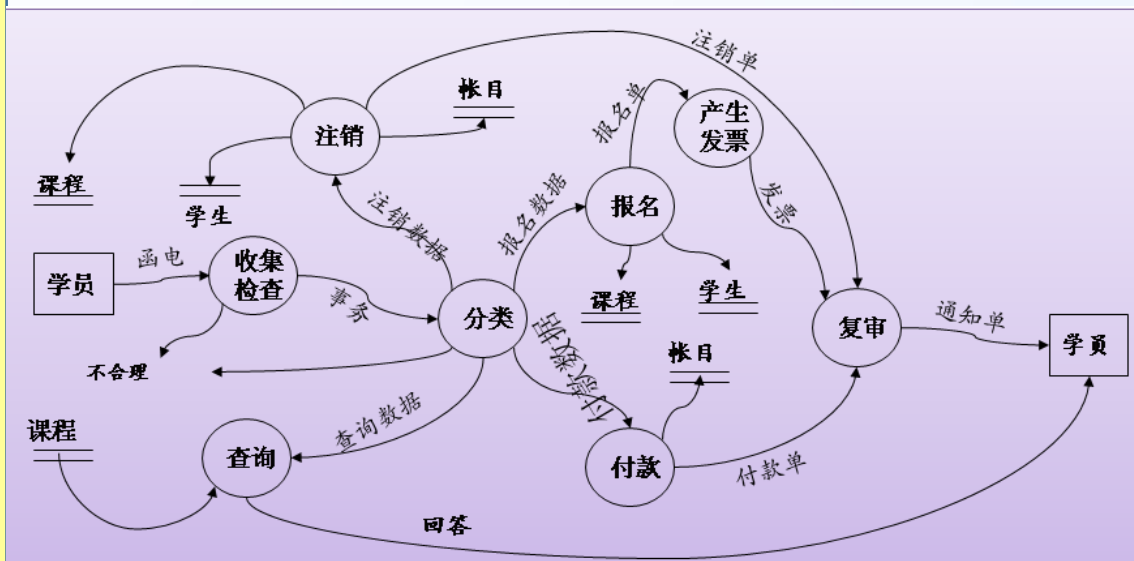 注销单
帐目
注销
报名单
产生
发票
课程
学生
注销数据
报名数据
报名
发票
学员
函电
收集
检查
事务
分类
课程
学生
复审
通知单
学员
不合理
付款数据
帐目
课程
查询
查询数据
付款
付款单
回答